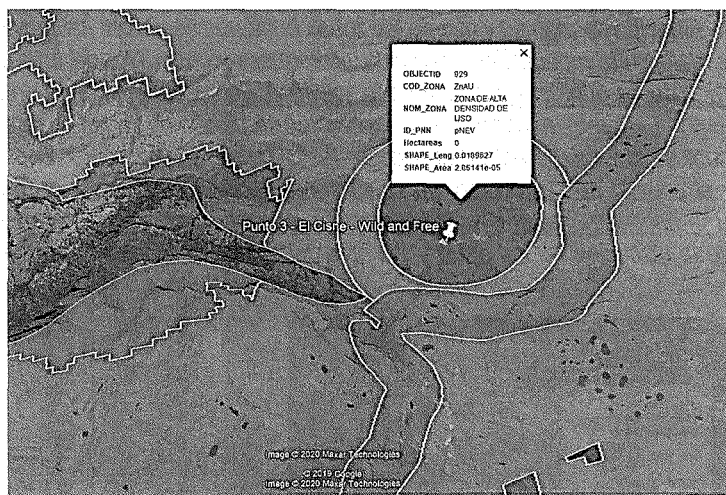 ×
OBJECTID 929
COD_ZONA ZnAU
NOM_ZONA ZONA DE ALTA DENSIDAD DE USO
ID_PNN pNEV
Hectareas 0
SHAPE_Leng 0.0189627
SHAPE_Area 2.05141e-05
Punto 3 - El Cisne - Wild and Free
Image © 2020 Maxar Technologies
© 2019 Google
Image © 2020 Maxar Technologies